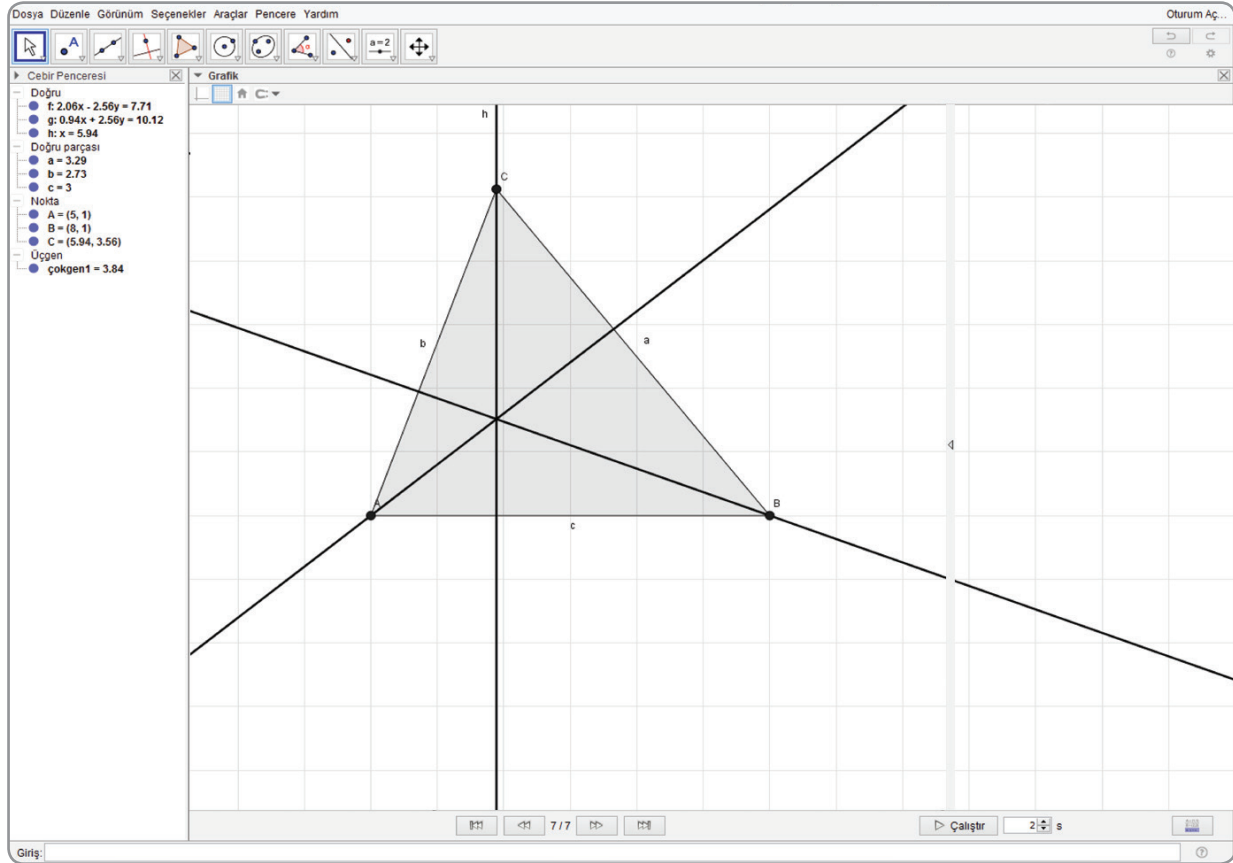 Dosya Düzenle Görünüm Seçenekler Araçlar Pencere Yardım
Oturum Aç...
A
α
a=2
Cebir Penceresi
Grafik
Doğru
f: 2.06x - 2.56y = 7.71
g: 0.94x + 2.56y = 10.12
h: x = 5.94
Doğru parçası
a = 3.29
b = 2.73
c = 3
Nokta
A = (5, 1)
B = (8, 1)
C = (5.94, 3.56)
Üçgen
çokgen1 = 3.84
h
C
b
a
A
B
c
7 / 7
Çalıştır
2
s
Giriş: